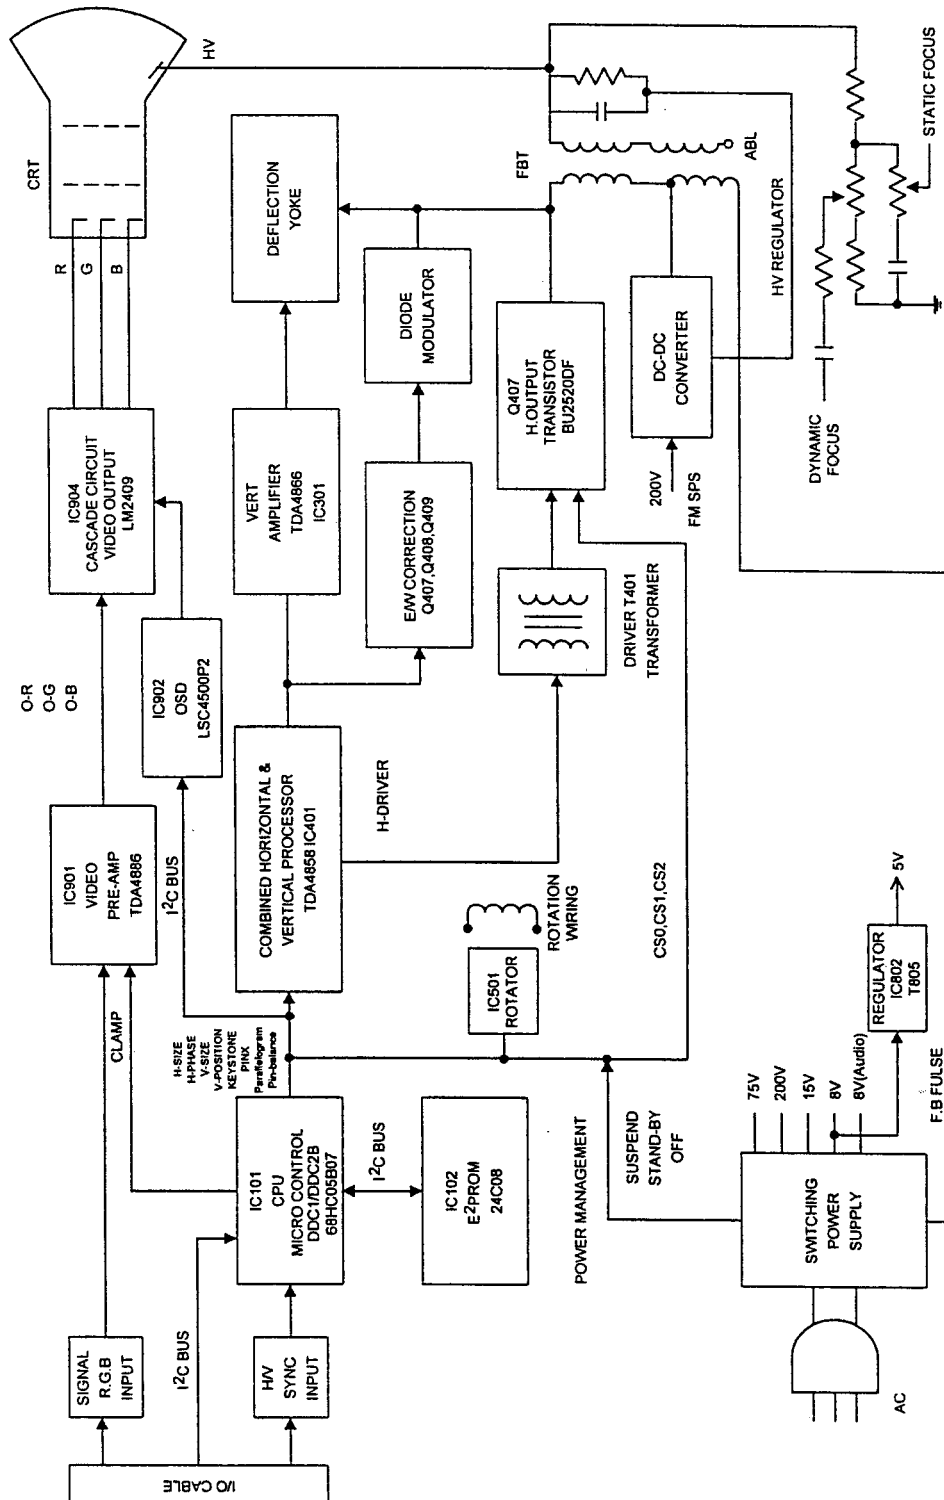 I/O CABLE
SIGNAL
R.G.B
INPUT
I²C BUS
H/V
SYNC
INPUT
CLAMP
IC901
VIDEO
PRE-AMP
TDA4886
O-R
O-G
O-B
IC904
CASCADE CIRCUIT
VIDEO OUTPUT
LM2409
R
G
B
CRT
HV
I²C BUS
IC902
OSD
LSC4500P2
IC101
CPU
MICRO CONTROL
DDC1/DDC2B
68HC05B07
H-SIZE
H-PHASE
V-SIZE
V-POSITION
KEYSTONE
PINX
Paraffelogram
Pin-balance
COMBINED HORIZONTAL &
VERTICAL PROCESSOR
TDA4858 IC401
VERT
AMPLIFIER
TDA4866
IC301
DEFLECTION
YOKE
E/W CORRECTION
Q407,Q408,Q409
DIODE
MODULATOR
I²C BUS
IC102
E²PROM
24C08
H-DRIVER
IC501
ROTATOR
ROTATION
WIRING
DRIVER T401
TRANSFORMER
Q407
H.OUTPUT
TRANSISTOR
BU2520DF
FBT
ABL
200V
FM SPS
DC-DC
CONVERTER
HV REGULATOR
POWER MANAGEMENT
SUSPEND
STAND-BY
OFF
CS0,CS1,CS2
DYNAMIC
FOCUS
STATIC FOCUS
AC
SWITCHING
POWER
SUPPLY
75V
200V
15V
8V
8V(Audio)
REGULATOR
IC802
T805
5V
F.B FULSE